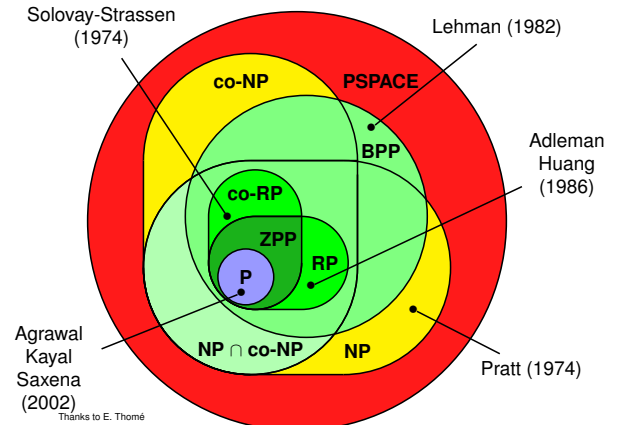 Solovay-Strassen
(1974)
Lehman (1982)
co-NP
PSPACE
BPP
Adleman
Huang
(1986)
co-RP
ZPP
RP
P
Agrawal
Kayal
Saxena
(2002)
NP ∩ co-NP
NP
Pratt (1974)
Thanks to E. Thomé